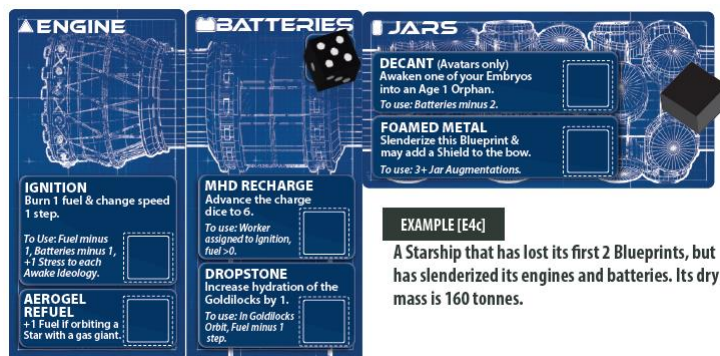 ENGINE
IGNITION
Burn 1 fuel & change speed
1 step.
To Use: Fuel minus
1, Batteries minus 1,
+1 Stress to each
Awake Ideology.
AEROGEL
REFUEL
+1 Fuel if orbiting a
Star with a gas giant.
BATTERIES
MHD RECHARGE
Advance the charge
dice to 6.
To use: Worker
assigned to Ignition,
fuel >0.
DROPSTONE
Increase hydration of the
Goldilocks by 1.
To use: In Goldilocks
Orbit, Fuel minus 1
step.
JARS
DECANT (Avatars only)
Awaken one of your Embryos
into an Age 1 Orphan.
To use: Batteries minus 2.
FOAMED METAL
Slenderize this Blueprint &
may add a Shield to the bow.
To use: 3+ Jar Augmentations.
EXAMPLE [E4c]
A Starship that has lost its first 2 Blueprints, but
has slenderized its engines and batteries. Its dry
mass is 160 tonnes.